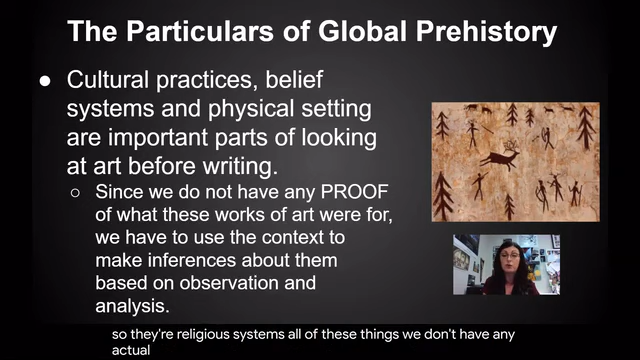 The Particulars of Global Prehistory
● Cultural practices, belief
systems and physical setting
are important parts of looking
at art before writing.
○ Since we do not have any PROOF
of what these works of art were for,
we have to use the context to
make inferences about them
based on observation and
analysis.
so they're religious systems all of these things we don't have any
actual